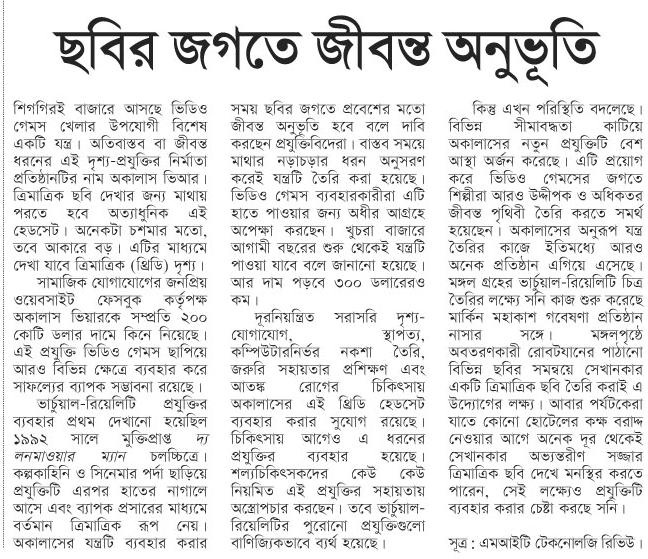 ছবির জগতে জীবন্ত অনুভূতি
শিগগিরই বাজারে আসছে ভিডিও
গেমস খেলার উপযোগী বিশেষ
একটি যন্ত্র। অতিবাস্তব বা জীবন্ত
ধরনের এই দৃশ্য-প্রযুক্তির নির্মাতা
প্রতিষ্ঠানটির নাম অকালাস ভিআর।
ত্রিমাত্রিক ছবি দেখার জন্য মাথায়
পরতে হবে অত্যাধুনিক এই
হেডসেট। অনেকটা চশমার মতো,
তবে আকারে বড়। এটির মাধ্যমে
দেখা যাবে ত্রিমাত্রিক (থ্রিডি) দৃশ্য।
সামাজিক যোগাযোগের জনপ্রিয়
ওয়েবসাইট ফেসবুক কর্তৃপক্ষ
অকালাস ভিআরকে সম্প্রতি ২০০
কোটি ডলার দামে কিনে নিয়েছে।
এই প্রযুক্তি ভিডিও গেমস ছাপিয়ে
আরও বিভিন্ন ক্ষেত্রে ব্যবহার করে
সাফল্যের ব্যাপক সম্ভাবনা রয়েছে।
ভার্চুয়াল-রিয়েলিটি প্রযুক্তির
ব্যবহার প্রথম দেখানো হয়েছিল
১৯৯২ সালে মুক্তিপ্রাপ্ত দ্য
লনমাওয়ার ম্যান চলচ্চিত্রে।
কল্পকাহিনি ও সিনেমার পর্দা ছাড়িয়ে
প্রযুক্তিটি এরপর হাতের নাগালে
আসে এবং ব্যাপক প্রসারের মাধ্যমে
বর্তমান ত্রিমাত্রিক রূপ নেয়।
অকালাসের যন্ত্রটি ব্যবহার করার
সময় ছবির জগতে প্রবেশের মতো
জীবন্ত অনুভূতি হবে বলে দাবি
করছেন প্রযুক্তিবিদেরা। বাস্তব সময়ে
মাথার নড়াচড়ার ধরন অনুসরণ
করেই যন্ত্রটি তৈরি করা হয়েছে।
ভিডিও গেমস ব্যবহারকারীরা এটি
হাতে পাওয়ার জন্য অধীর আগ্রহে
অপেক্ষা করছেন। খুচরা বাজারে
আগামী বছরের শুরু থেকেই যন্ত্রটি
পাওয়া যাবে বলে জানানো হয়েছে।
আর দাম পড়বে ৩০০ ডলারেরও
কম।
দূরনিয়ন্ত্রিত সরাসরি দৃশ্য-
যোগাযোগ, স্থাপত্য,
কম্পিউটারনির্ভর নকশা তৈরি,
জরুরি সহায়তার প্রশিক্ষণ এবং
আতঙ্ক রোগের চিকিৎসায়
অকালাসের এই থ্রিডি হেডসেট
ব্যবহার করার সুযোগ রয়েছে।
চিকিৎসায় আগেও এ ধরনের
প্রযুক্তির ব্যবহার হয়েছে।
শল্যচিকিৎসকদের কেউ কেউ
নিয়মিত এই প্রযুক্তির সহায়তায়
অস্ত্রোপচার করছেন। তবে ভার্চুয়াল-
রিয়েলিটির পুরোনো প্রযুক্তিগুলো
বাণিজ্যিকভাবে ব্যর্থ হয়েছে।
কিন্তু এখন পরিস্থিতি বদলেছে।
বিভিন্ন সীমাবদ্ধতা কাটিয়ে
অকালাসের নতুন প্রযুক্তিটি বেশ
আস্থা অর্জন করেছে। এটি প্রয়োগ
করে ভিডিও গেমসের জগতে
শিল্পীরা আরও উদ্দীপক ও অধিকতর
জীবন্ত পৃথিবী তৈরি করতে সমর্থ
হয়েছেন। অকালাসের অনুরূপ যন্ত্র
তৈরির কাজে ইতিমধ্যে আরও
অনেক প্রতিষ্ঠান এগিয়ে এসেছে।
মঙ্গল গ্রহের ভার্চুয়াল-রিয়েলিটি চিত্র
তৈরির লক্ষ্যে সনি কাজ শুরু করেছে
মার্কিন মহাকাশ গবেষণা প্রতিষ্ঠান
নাসার সঙ্গে। মঙ্গলপৃষ্ঠে
অবতরণকারী রোবটযানের পাঠানো
বিভিন্ন ছবির সমন্বয়ে সেখানকার
একটি ত্রিমাত্রিক ছবি তৈরি করাই এ
উদ্যোগের লক্ষ্য। আবার পর্যটকেরা
যাতে কোনো হোটেলের কক্ষ বরাদ্দ
নেওয়ার আগে অনেক দূর থেকেই
সেখানকার অভ্যন্তরীণ সজ্জার
ত্রিমাত্রিক ছবি দেখে মনস্থির করতে
পারেন, সেই লক্ষ্যেও প্রযুক্তিটি
ব্যবহার করার চেষ্টা করছে সনি।
সূত্র : এমআইটি টেকনোলজি রিভিউ।